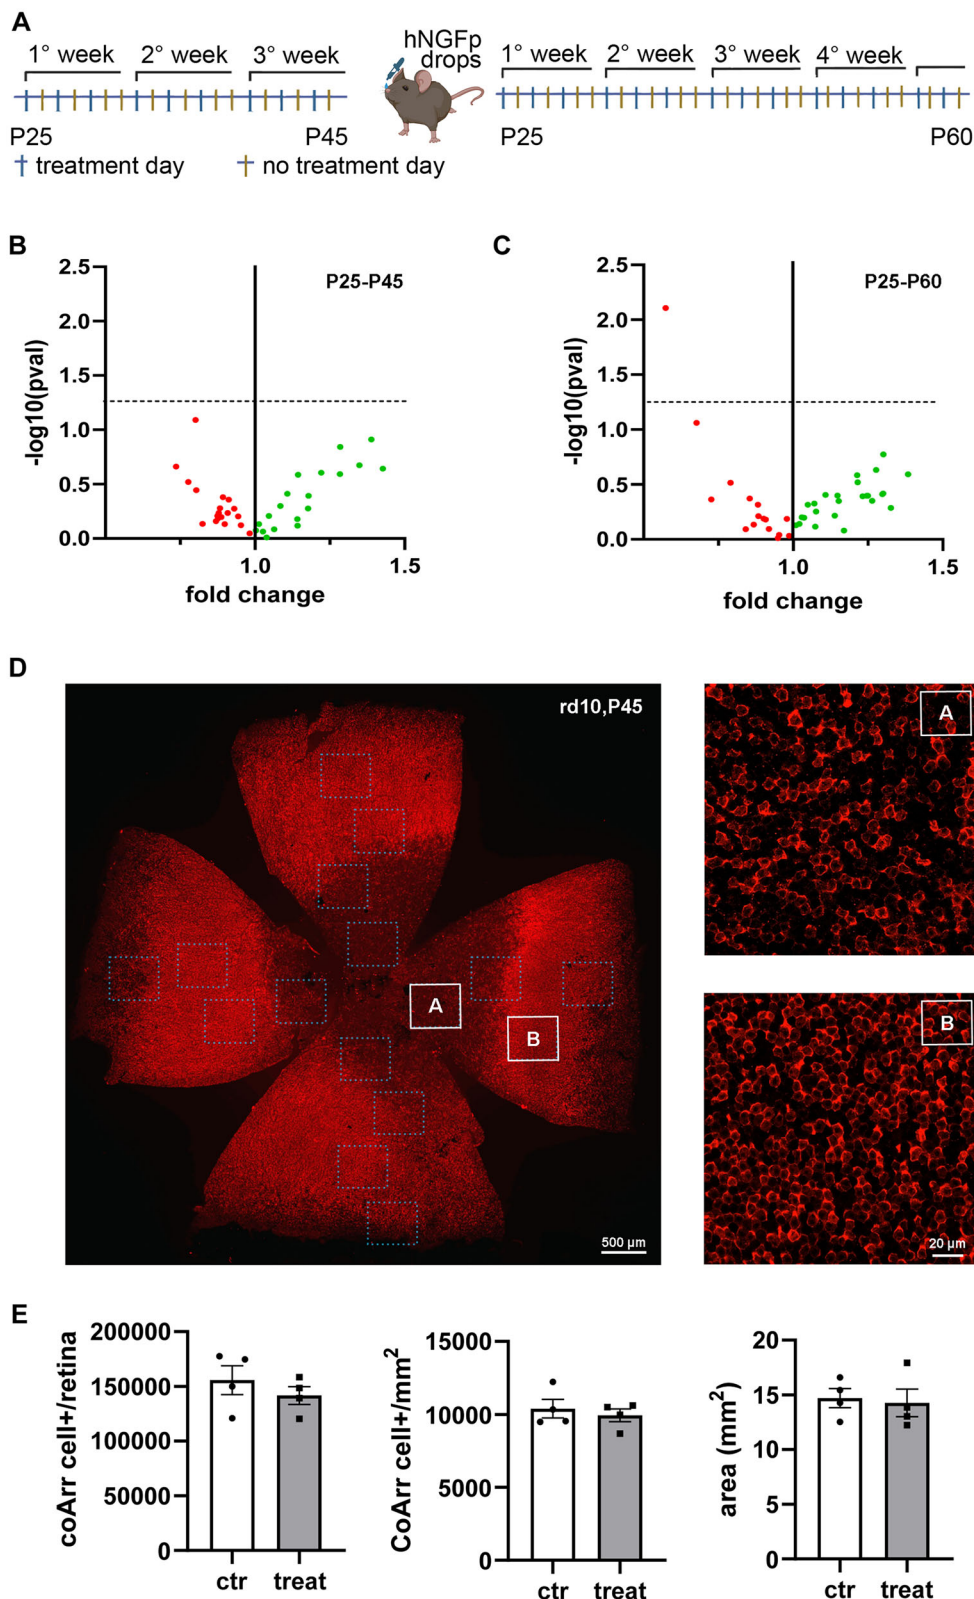 A
1° week 2° week 3° week
hNGFp
drops
1° week 2° week 3° week 4° week
P25 P45
P25 P60
treatment day no treatment day
B
P25-P45
2.5
2.0
1.5
1.0
0.5
0.0
-log10(pval)
1.0 1.5
fold change
C
P25-P60
2.5
2.0
1.5
1.0
0.5
0.0
-log10(pval)
1.0 1.5
fold change
D
rd10,P45
A
B
500 µm
A
B
20 µm
E
200000
150000
100000
50000
0
coArr cell+/retina
ctr treat
15000
10000
5000
0
CoArr cell+/mm²
ctr treat
20
15
10
5
0
area (mm²)
ctr treat